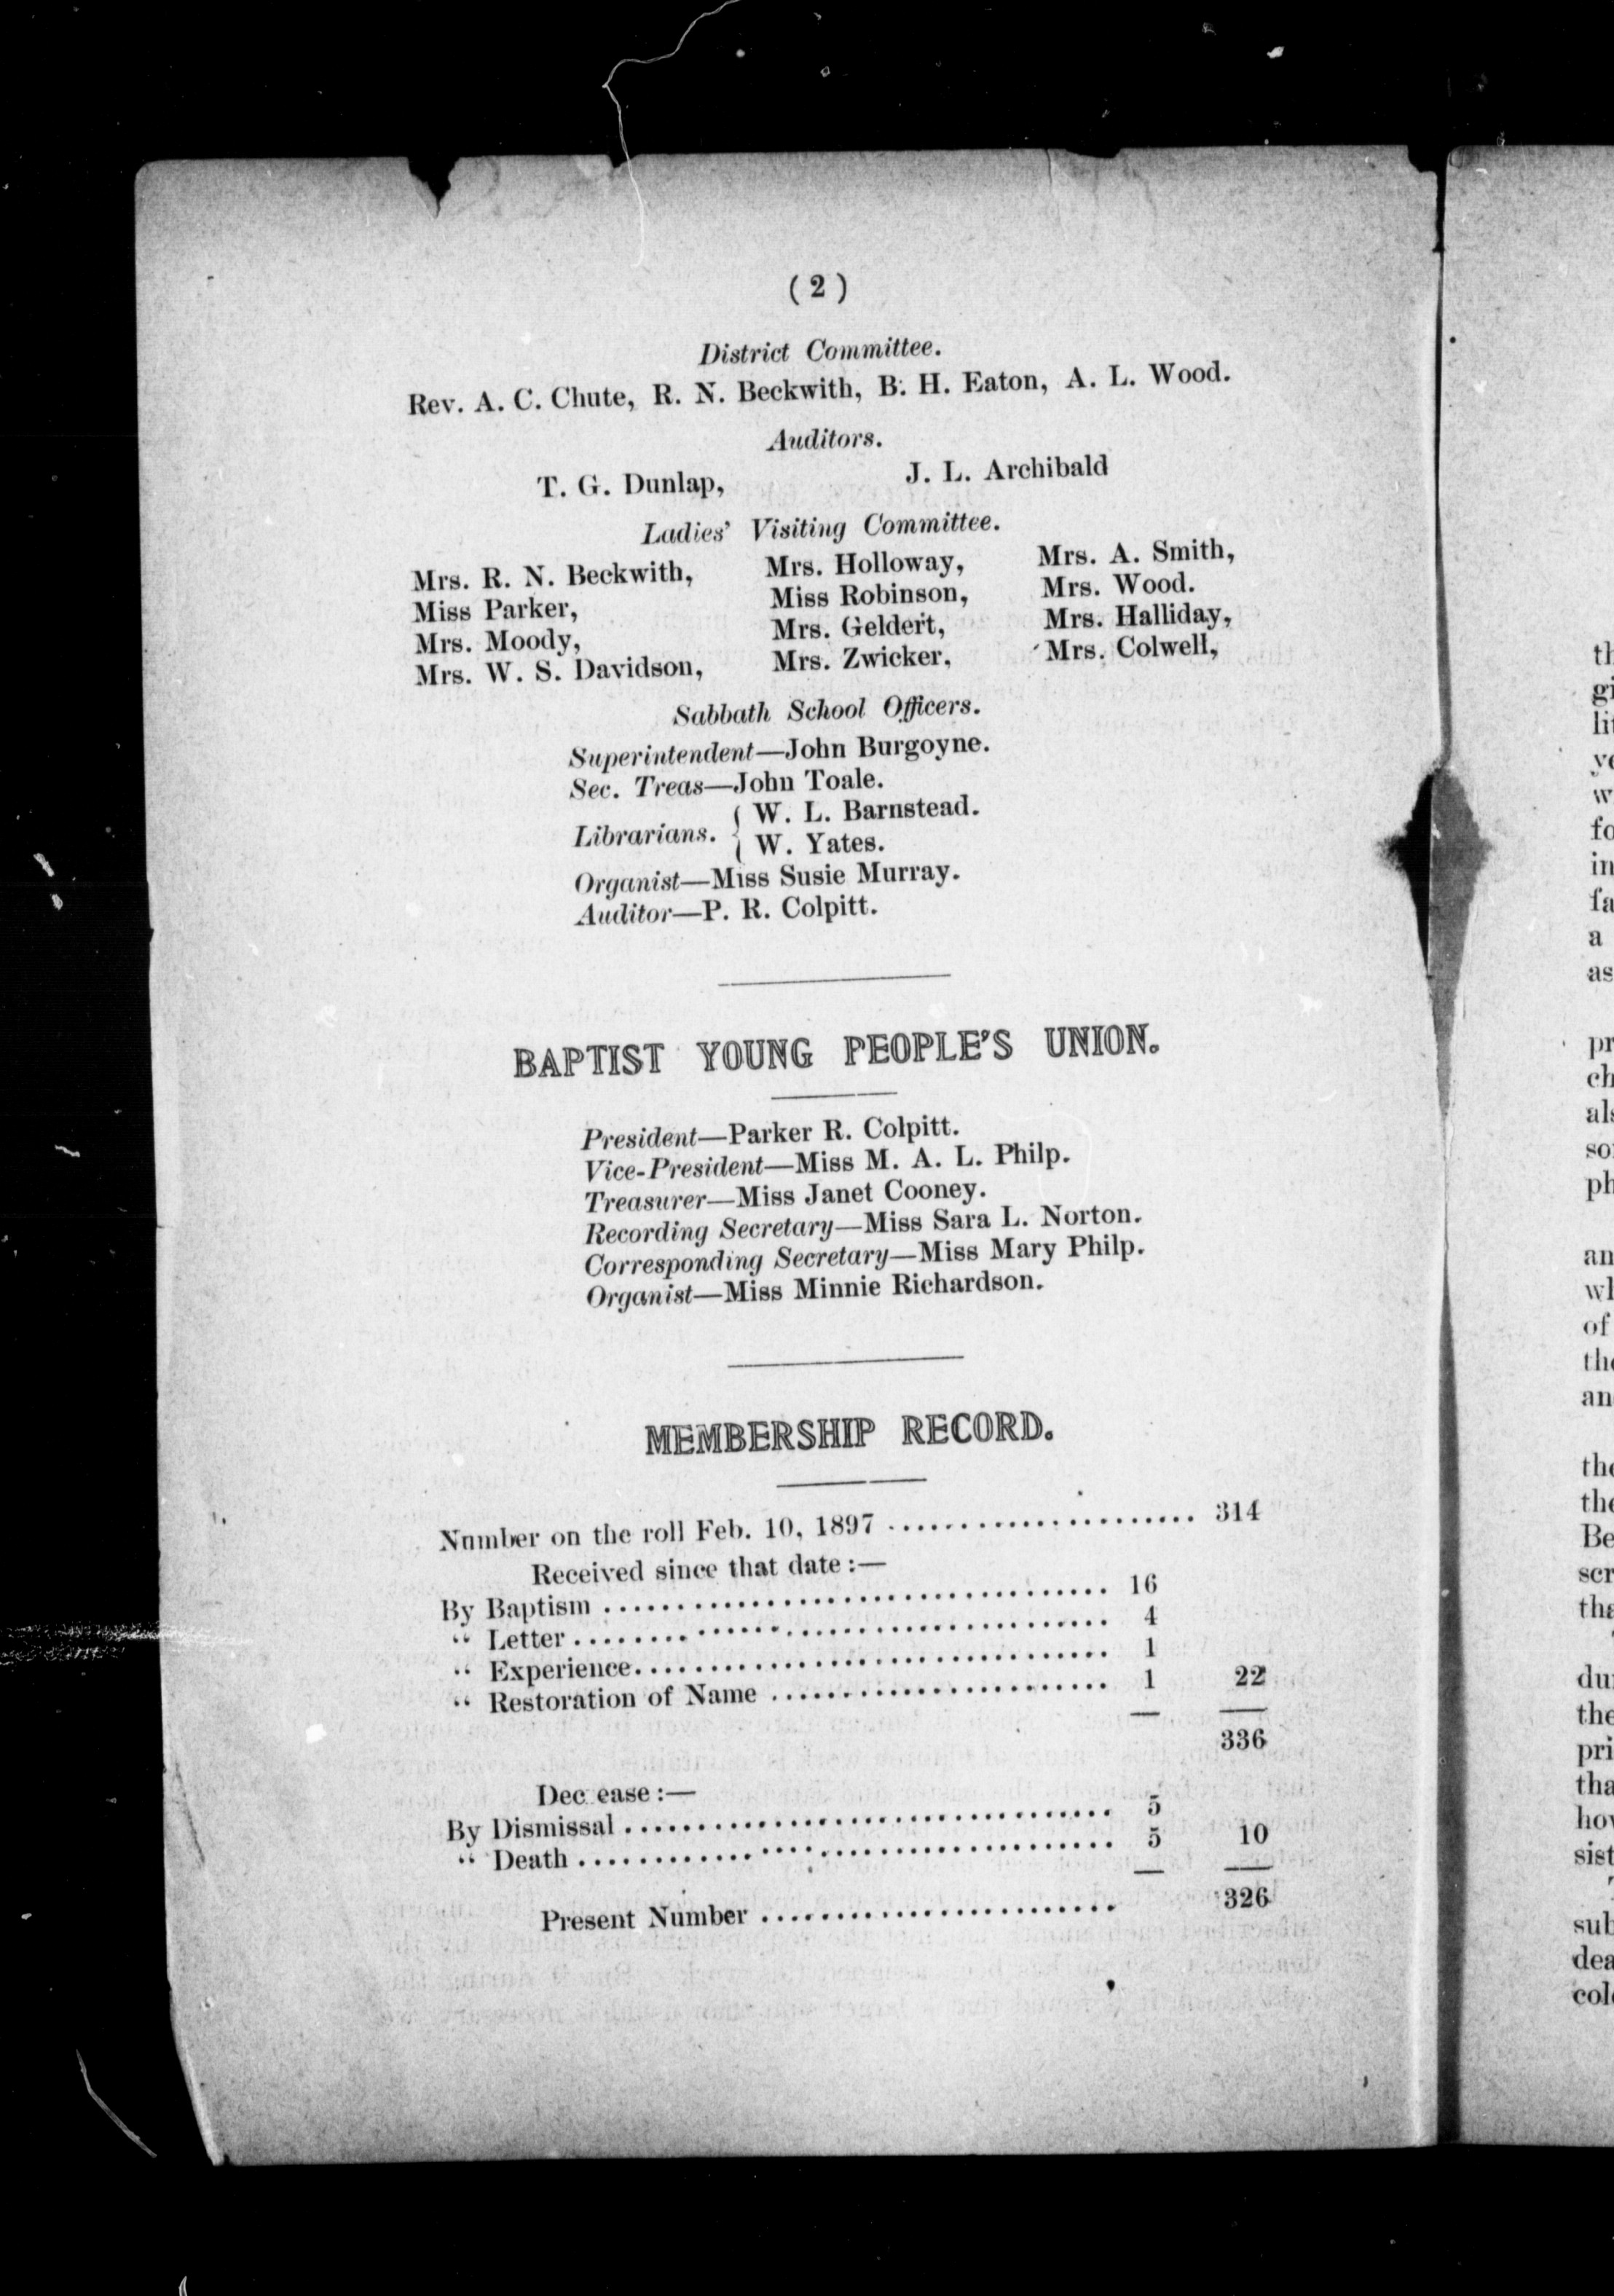 ( 2 )
District Committee.
Rev. A. C. Chute, R. N. Beckwith, B. H. Eaton, A. L. Wood.
Auditors.
T. G. Dunlap, J. L. Archibald
Ladies' Visiting Committee.
Mrs. R. N. Beckwith, Mrs. Holloway, Mrs. A. Smith,
Miss Parker, Miss Robinson, Mrs. Wood.
Mrs. Moody, Mrs. Geldert, Mrs. Halliday,
Mrs. W. S. Davidson, Mrs. Zwicker, Mrs. Colwell,
Sabbath School Officers.
Superintendent—John Burgoyne.
Sec. Treas—John Toale.
Librarians. { W. L. Barnstead.
W. Yates.
Organist—Miss Susie Murray.
Auditor—P. R. Colpitt.
BAPTIST YOUNG PEOPLE'S UNION.
President—Parker R. Colpitt.
Vice-President—Miss M. A. L. Philp.
Treasurer—Miss Janet Cooney.
Recording Secretary—Miss Sara L. Norton.
Corresponding Secretary—Miss Mary Philp.
Organist—Miss Minnie Richardson.
MEMBERSHIP RECORD.
Number on the roll Feb. 10, 1897 ..................... 314
Received since that date :—
By Baptism ................................... 16
" Letter ..................................... 4
" Experience................................. 1
" Restoration of Name ....................... 1 22
336
Dec ease :—
By Dismissal .................................. 5
" Death ..................................... 5 10
Present Number ........................ 326